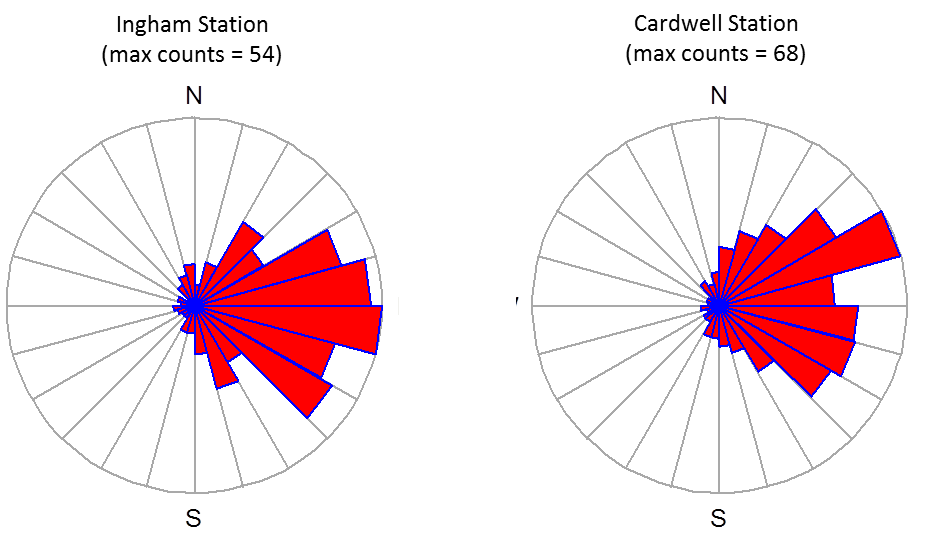 Ingham Station
(max counts = 54)
N
S
Cardwell Station
(max counts = 68)
N
S